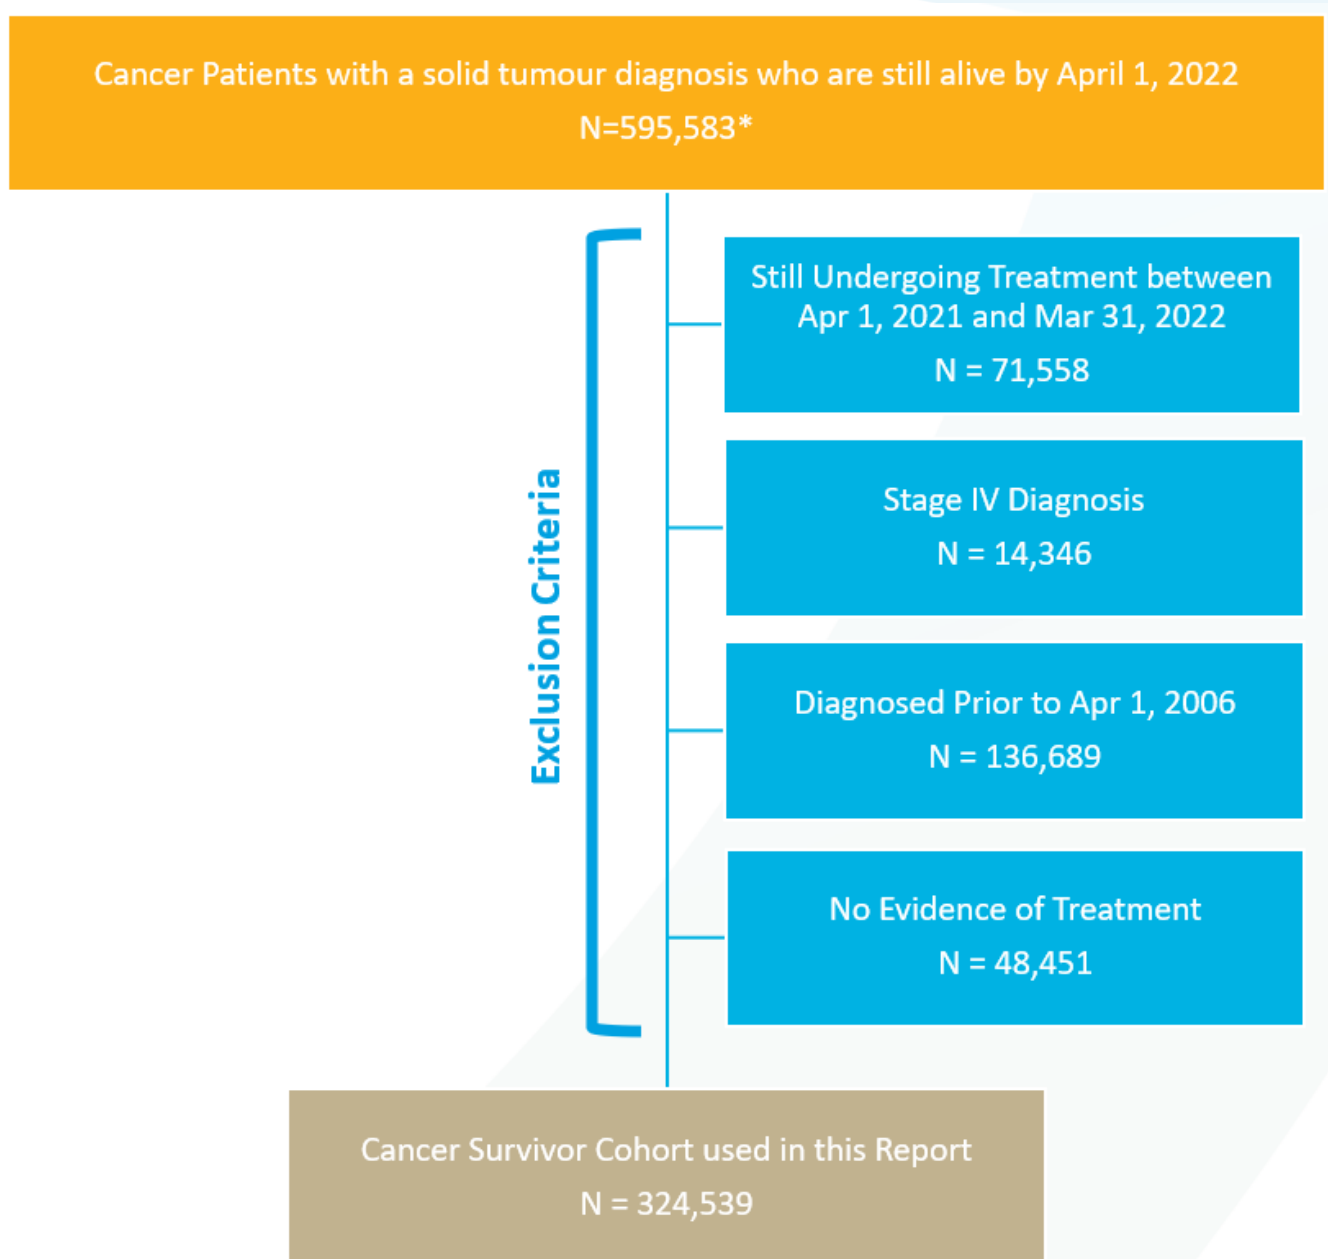 Cancer Patients with a solid tumour diagnosis who are still alive by April 1, 2022
N=595,583*
Exclusion Criteria
Still Undergoing Treatment between
Apr 1, 2021 and Mar 31, 2022
N = 71,558
Stage IV Diagnosis
N = 14,346
Diagnosed Prior to Apr 1, 2006
N = 136,689
No Evidence of Treatment
N = 48,451
Cancer Survivor Cohort used in this Report
N = 324,539